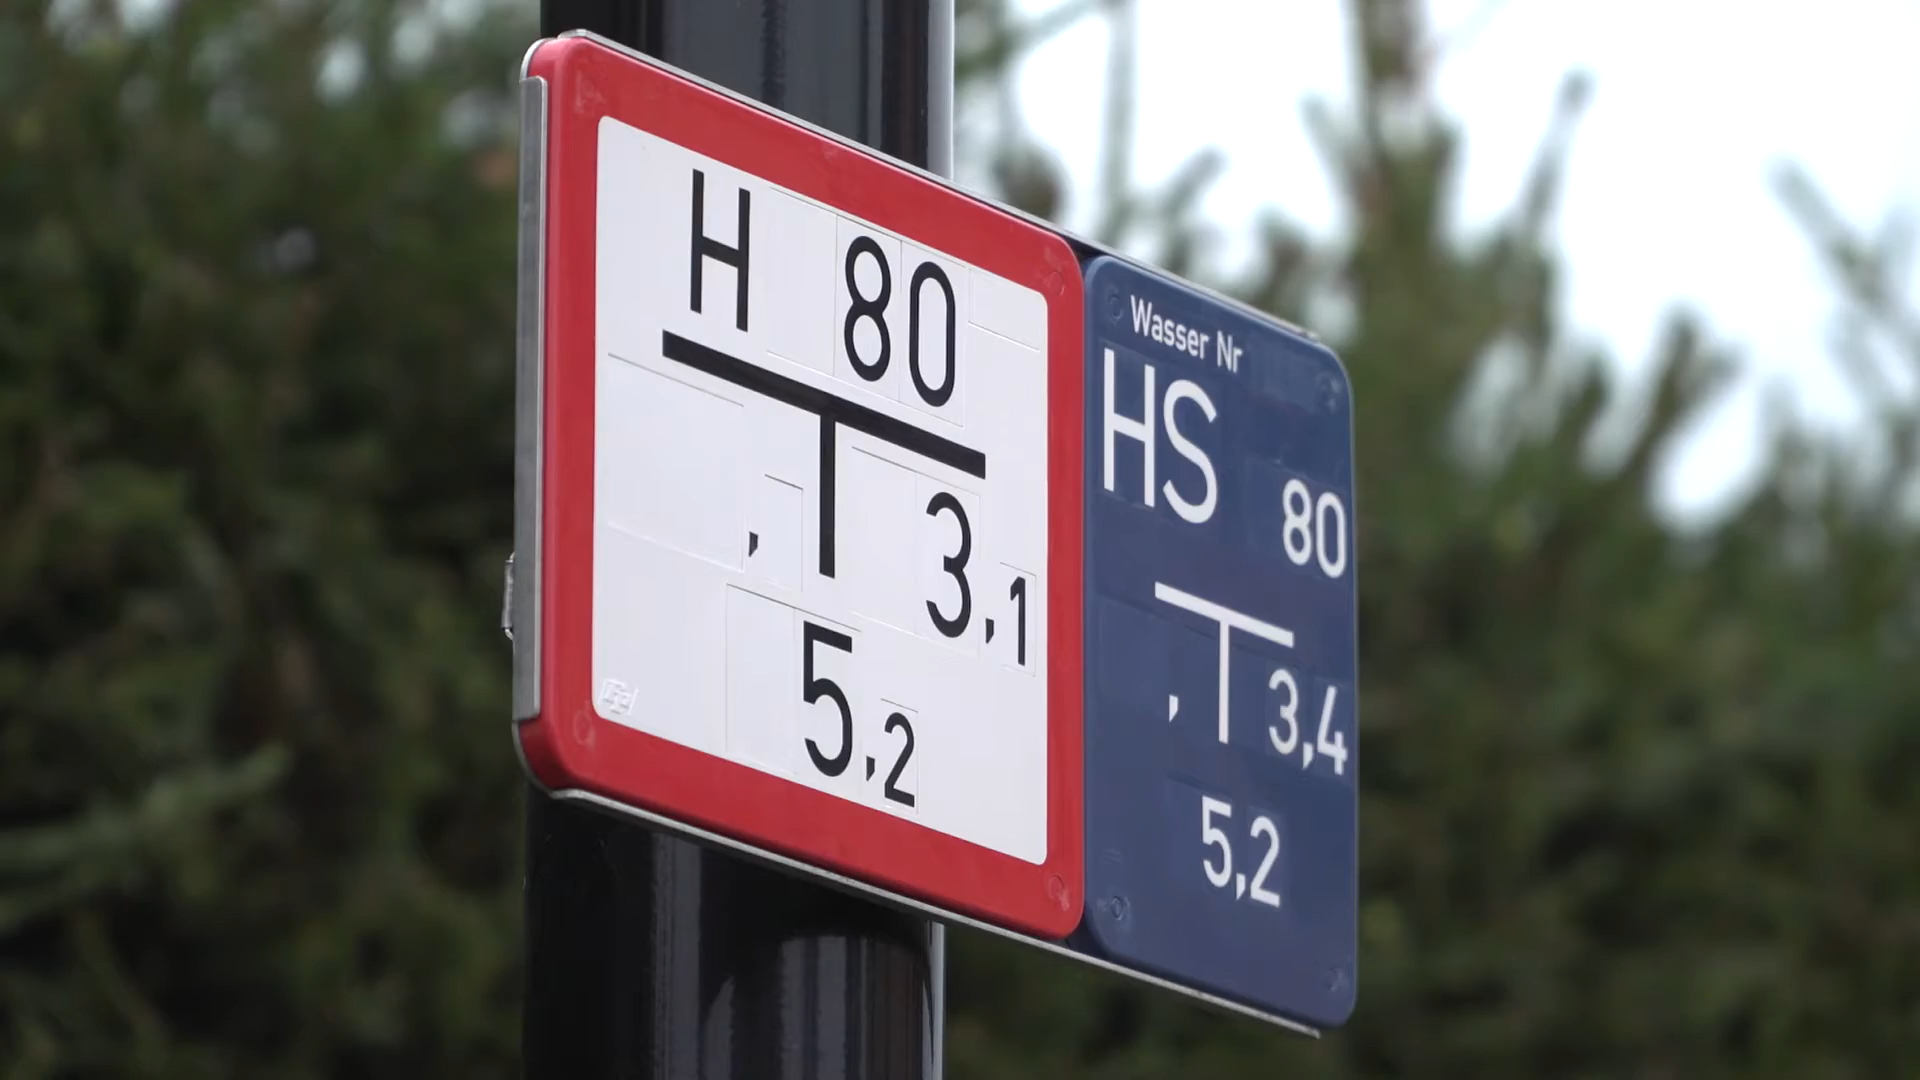 H 80
, 3,1
5,2
Wasser Nr
HS
80
, 3,4
5,2